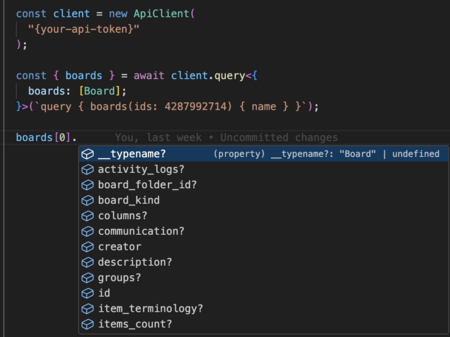 const client = new ApiClient(
"{your-api-token}"
);
const { boards } = await client.query<{
boards: [Board];
}>(`query { boards(ids: 4287992714) { name } }`);
boards[0]. You, last week • Uncommitted changes
__typename? (property) __typename?: "Board" | undefined
activity_logs?
board_folder_id?
board_kind
columns?
communication?
creator
description?
groups?
id
item_terminology?
items_count?